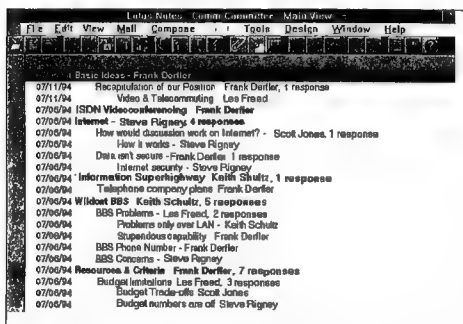 Lotus Notes - Comm Committee - Main View
File Edit View Mail Compose Tools Design Window Help
Basic Ideas - Frank Derfler
07/11/94 Recapitulation of our Position Frank Derfler, 1 response
Video & Telecommuting Les Freed
07/06/94 ISDN Videoconferencing Frank Derfler
07/06/94 Internet - Steve Rigney, 4 responses
07/06/94 How would discussion work on Internet? - Scott Jones, 1 response
07/06/94 How it works - Steve Rigney
07/06/94 Data isn't secure - Frank Derfler 1 response
07/06/94 Internet security - Steve Rigney
07/06/94 Information Superhighway Keith Shultz, 1 response
07/06/94 Telephone company plans Frank Derfler
07/06/94 Wildcat BBS Keith Schultz, 5 responses
07/06/94 BBS Problems - Les Freed, 2 responses
07/06/94 Problems only over LAN - Keith Schultz
07/06/94 Stupendous capability Frank Derfler
07/06/94 BBS Phone Number - Frank Derfler
07/06/94 BBS Concerns - Steve Rigney
07/06/94 Resources & Criteria Frank Derfler, 7 responses
07/06/94 Budget limitations Les Freed, 3 responses
07/06/94 Budget Trade-offs Scott Jones
07/06/94 Budget numbers are off Steve Rigney